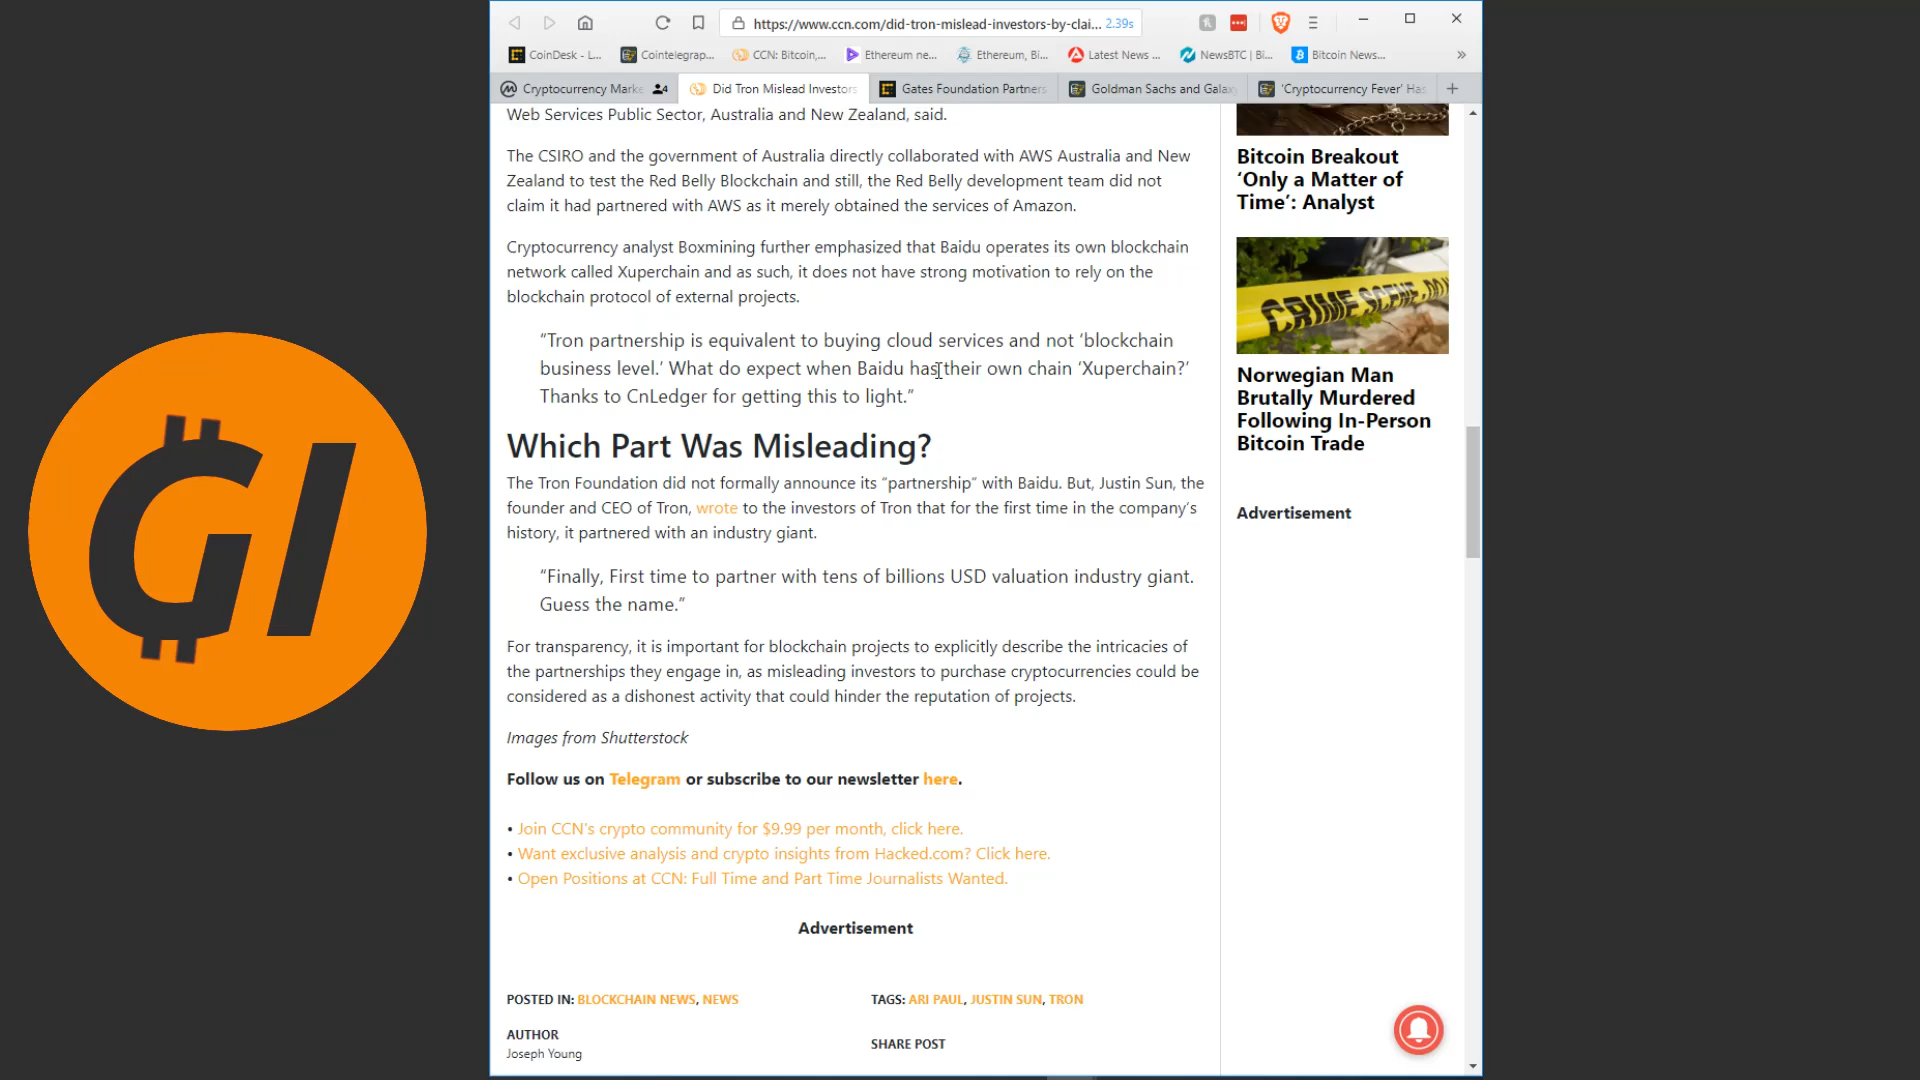 https://www.ccn.com/did-tron-mislead-investors-by-clai... 2.39s
CoinDesk - L... Cointelegrap... CCN: Bitcoin,... Ethereum ne... Ethereum, Bi... Latest News ... NewsBTC | Bi... Bitcoin News... »
Cryptocurrency Marke 4 Did Tron Mislead Investors Gates Foundation Partners Goldman Sachs and Galax 'Cryptocurrency Fever' Has +
Web Services Public Sector, Australia and New Zealand, said.
The CSIRO and the government of Australia directly collaborated with AWS Australia and New
Zealand to test the Red Belly Blockchain and still, the Red Belly development team did not
claim it had partnered with AWS as it merely obtained the services of Amazon.
Cryptocurrency analyst Boxmining further emphasized that Baidu operates its own blockchain
network called Xuperchain and as such, it does not have strong motivation to rely on the
blockchain protocol of external projects.
“Tron partnership is equivalent to buying cloud services and not ‘blockchain
business level.’ What do expect when Baidu has their own chain ‘Xuperchain?’
Thanks to CnLedger for getting this to light.”
Which Part Was Misleading?
The Tron Foundation did not formally announce its “partnership” with Baidu. But, Justin Sun, the
founder and CEO of Tron, wrote to the investors of Tron that for the first time in the company’s
history, it partnered with an industry giant.
“Finally, First time to partner with tens of billions USD valuation industry giant.
Guess the name.”
For transparency, it is important for blockchain projects to explicitly describe the intricacies of
the partnerships they engage in, as misleading investors to purchase cryptocurrencies could be
considered as a dishonest activity that could hinder the reputation of projects.
Images from Shutterstock
Follow us on Telegram or subscribe to our newsletter here.
• Join CCN's crypto community for $9.99 per month, click here.
• Want exclusive analysis and crypto insights from Hacked.com? Click here.
• Open Positions at CCN: Full Time and Part Time Journalists Wanted.
Advertisement
POSTED IN: BLOCKCHAIN NEWS, NEWS
TAGS: ARI PAUL, JUSTIN SUN, TRON
AUTHOR
Joseph Young
SHARE POST
Bitcoin Breakout
‘Only a Matter of
Time’: Analyst
CRIME SCENE DO N
Norwegian Man
Brutally Murdered
Following In-Person
Bitcoin Trade
Advertisement
GI